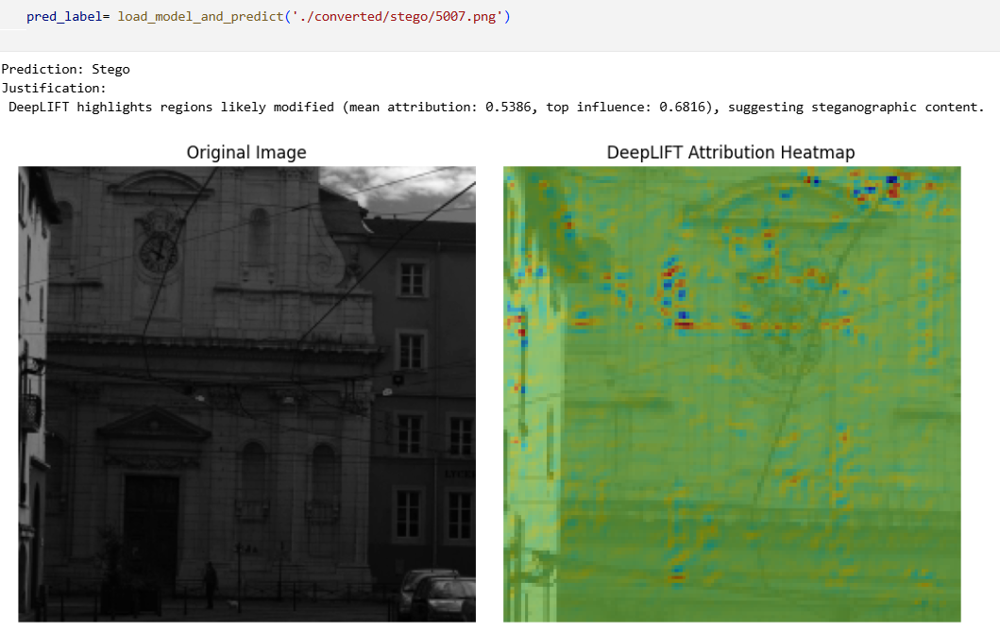 pred_label= load_model_and_predict('./converted/stego/5007.png')
Prediction: Stego
Justification:
DeepLIFT highlights regions likely modified (mean attribution: 0.5386, top influence: 0.6816), suggesting steganographic content.
Original Image
DeepLIFT Attribution Heatmap